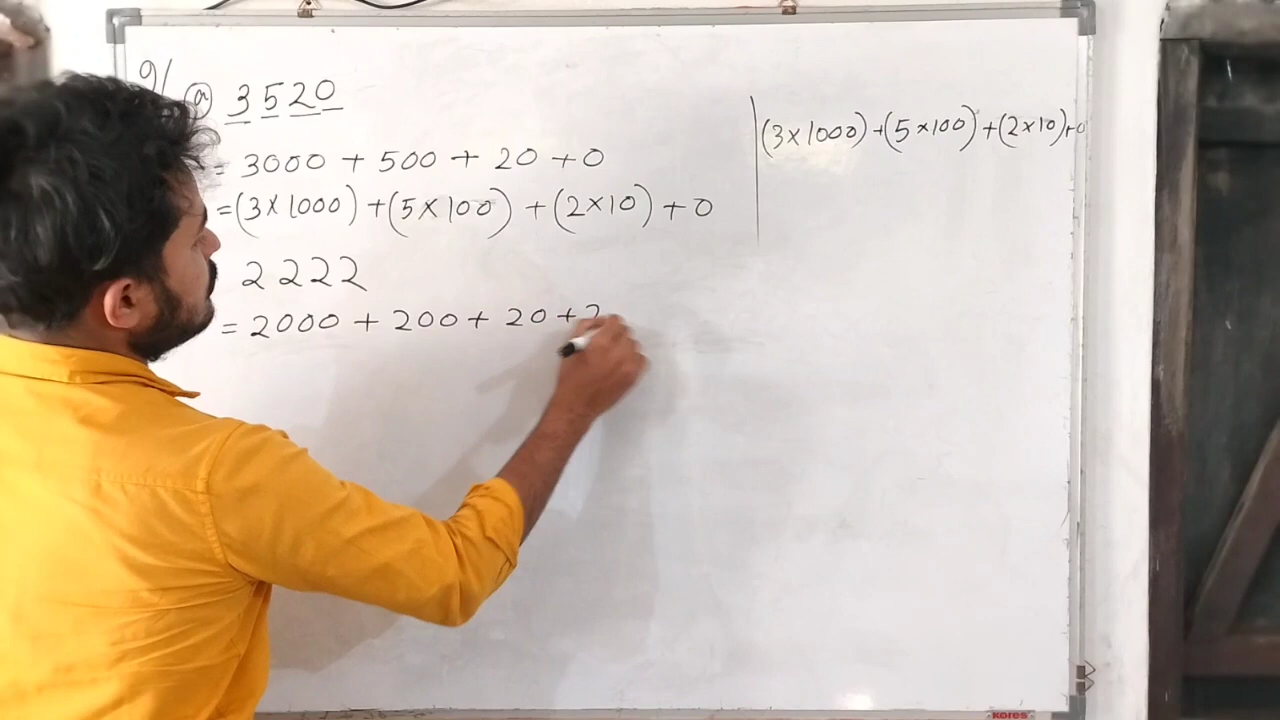 9/ ⓐ 3520
= 3000 + 500 + 20 + 0
= (3×1000) + (5×100) + (2×10) + 0
2222
= 2000 + 200 + 20 + 2
(3×1000) + (5×100) + (2×10) + 0
KORES